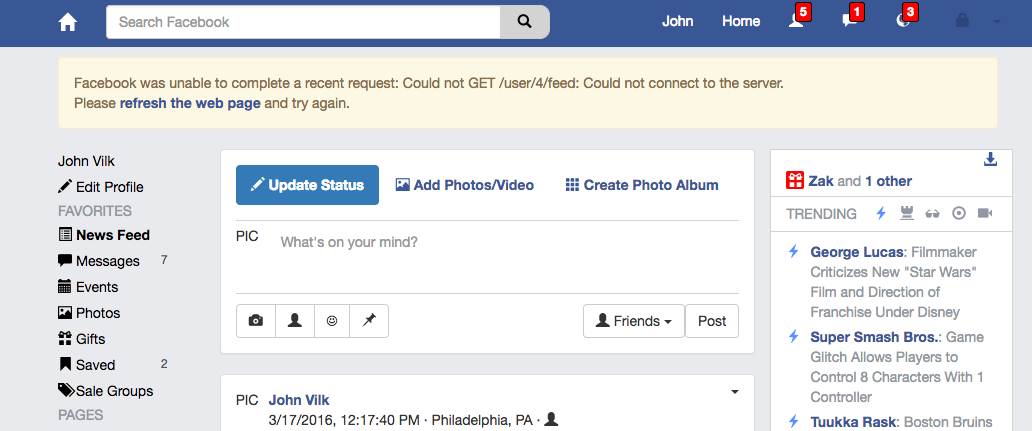 Search Facebook
John
Home
5
1
3
Facebook was unable to complete a recent request: Could not GET /user/4/feed: Could not connect to the server.
Please refresh the web page and try again.
John Vilk
Edit Profile
FAVORITES
News Feed
Messages 7
Events
Photos
Gifts
Saved 2
Sale Groups
PAGES
Update Status
Add Photos/Video
Create Photo Album
PIC
What's on your mind?
Friends
Post
PIC
John Vilk
3/17/2016, 12:17:40 PM · Philadelphia, PA ·
Zak and 1 other
TRENDING
George Lucas: Filmmaker
Criticizes New "Star Wars"
Film and Direction of
Franchise Under Disney
Super Smash Bros.: Game
Glitch Allows Players to
Control 8 Characters With 1
Controller
Tuukka Rask: Boston Bruins